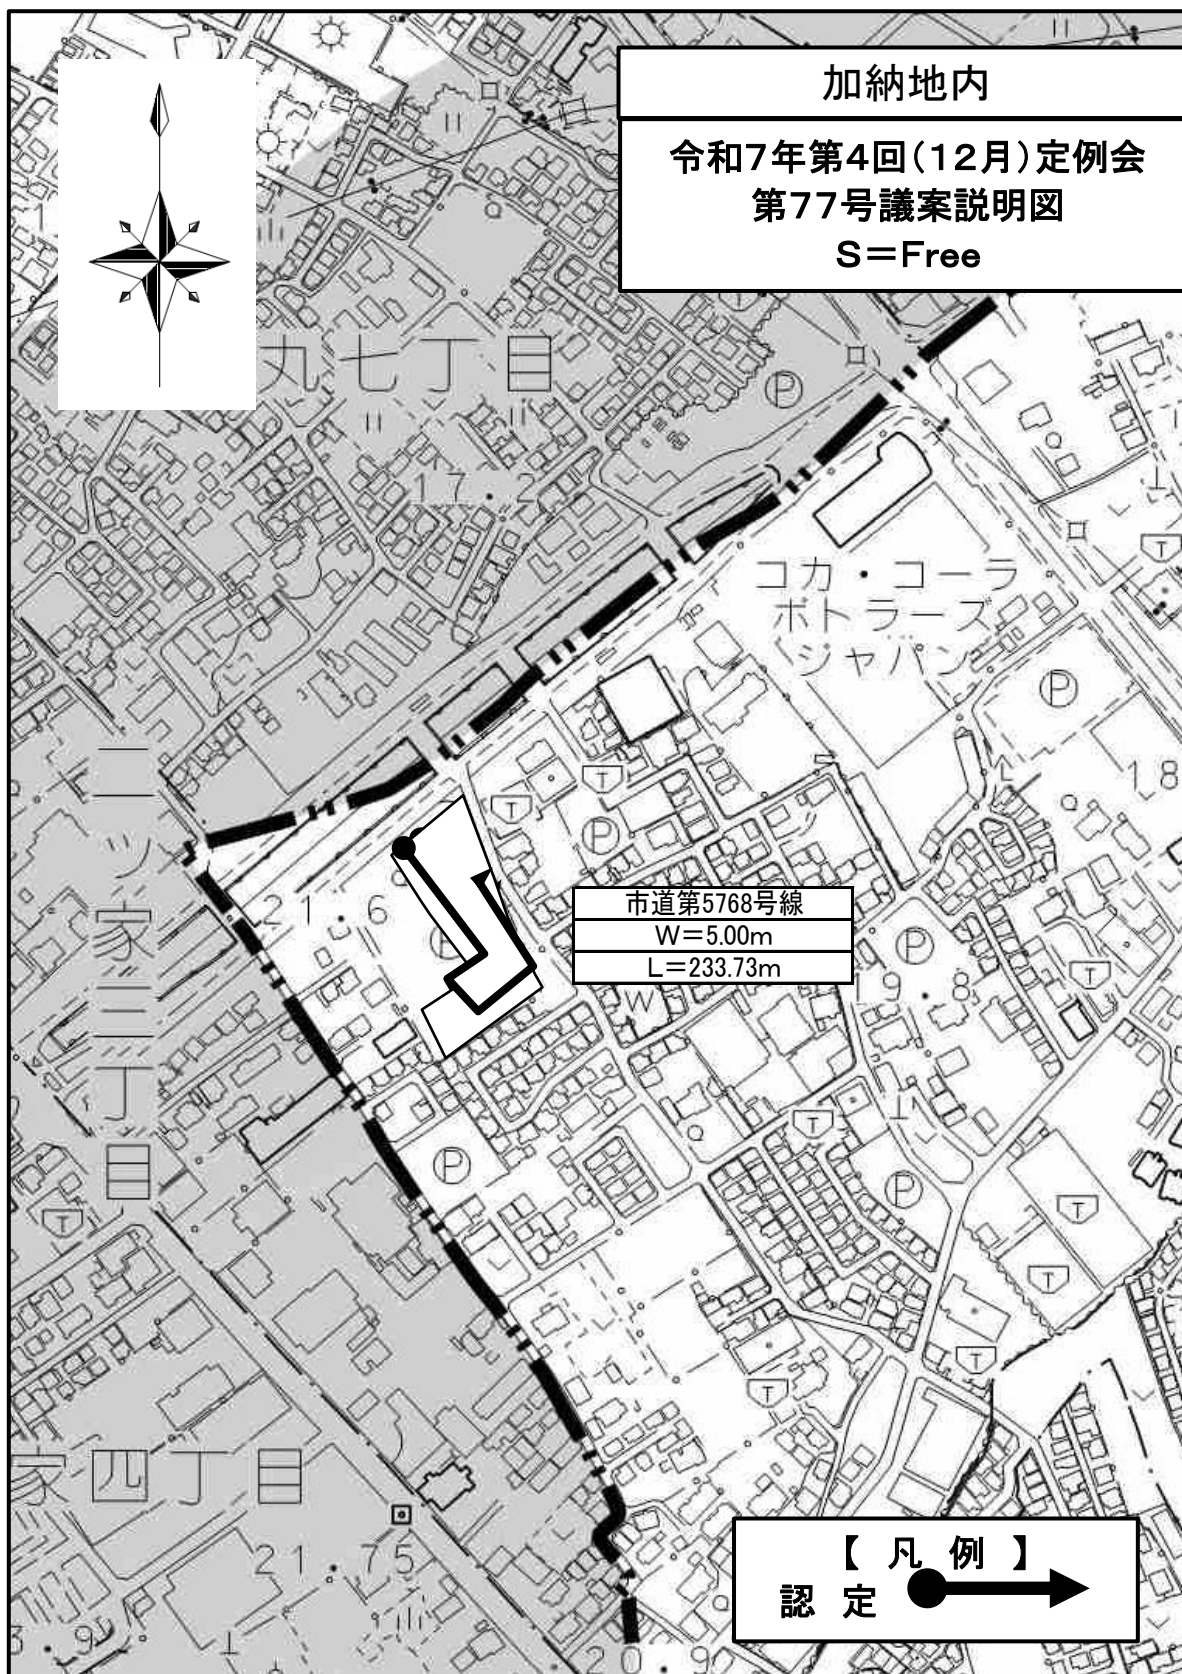 加納地内
令和7年第4回(12月)定例会
第77号議案説明図
S=Free
九七丁目
17.2
コカ・コーラ
ボトラーズ
ジャパン
P
P
T
T
P
18
二ツ家三丁目
21.6
市道第5768号線
W=5.00m
L=233.73m
P
T
19.8
W
T
P
P
T
T
T
T
T
家四丁目
21.75
3.9
20.9
【凡例】
認定